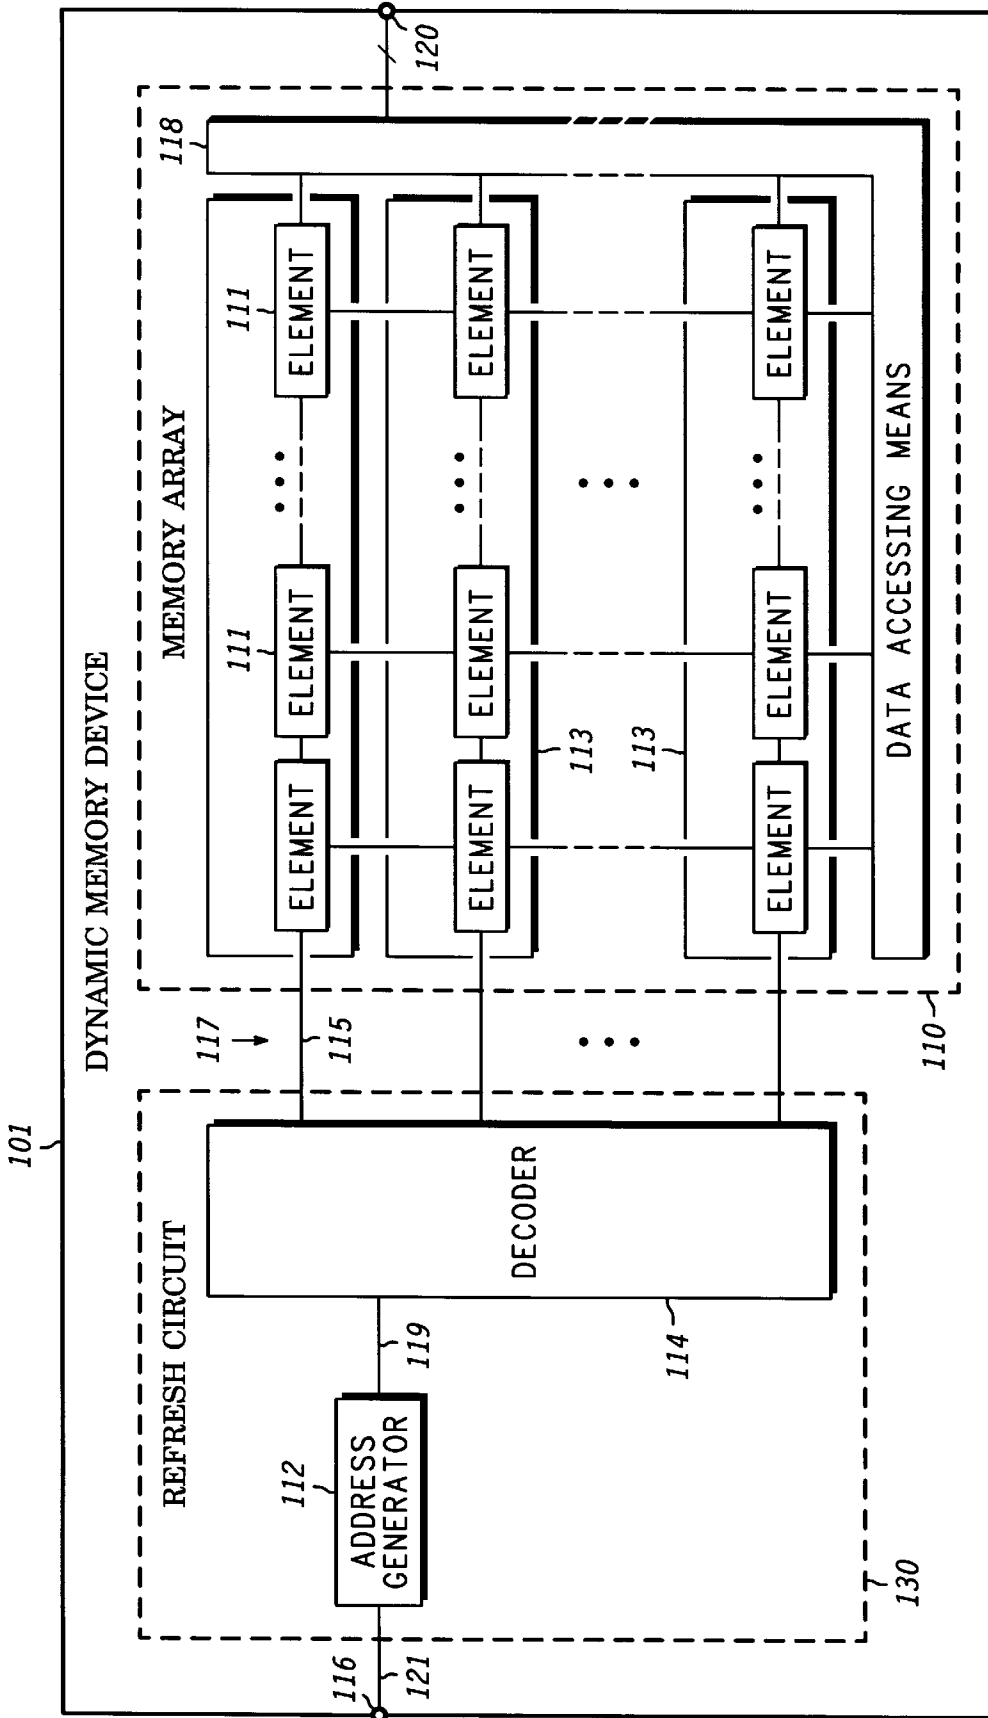 101
DYNAMIC MEMORY DEVICE
REFRESH CIRCUIT
MEMORY ARRAY
117
118
111
111
112
115
116
121
ADDRESS
GENERATOR
119
DECODER
114
ELEMENT
ELEMENT
ELEMENT
ELEMENT
ELEMENT
ELEMENT
113
113
ELEMENT
ELEMENT
ELEMENT
DATA ACCESSING MEANS
120
130
110